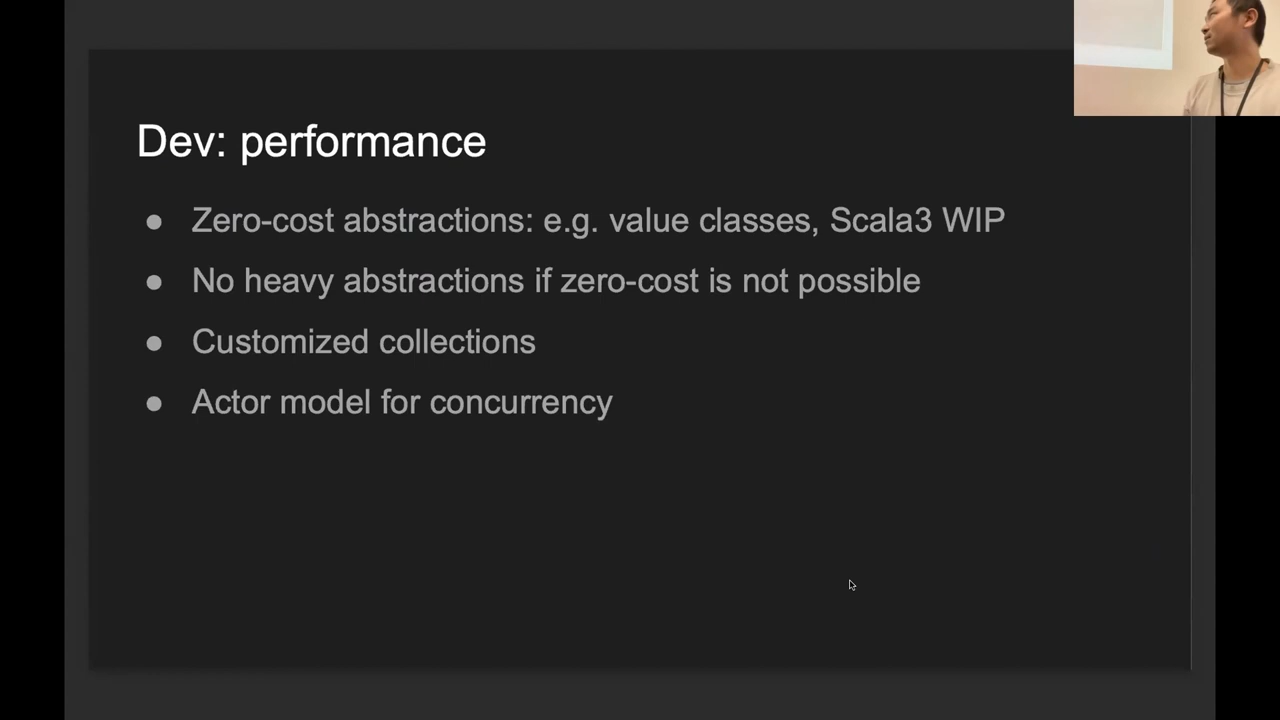 Dev: performance
● Zero-cost abstractions: e.g. value classes, Scala3 WIP
● No heavy abstractions if zero-cost is not possible
● Customized collections
● Actor model for concurrency